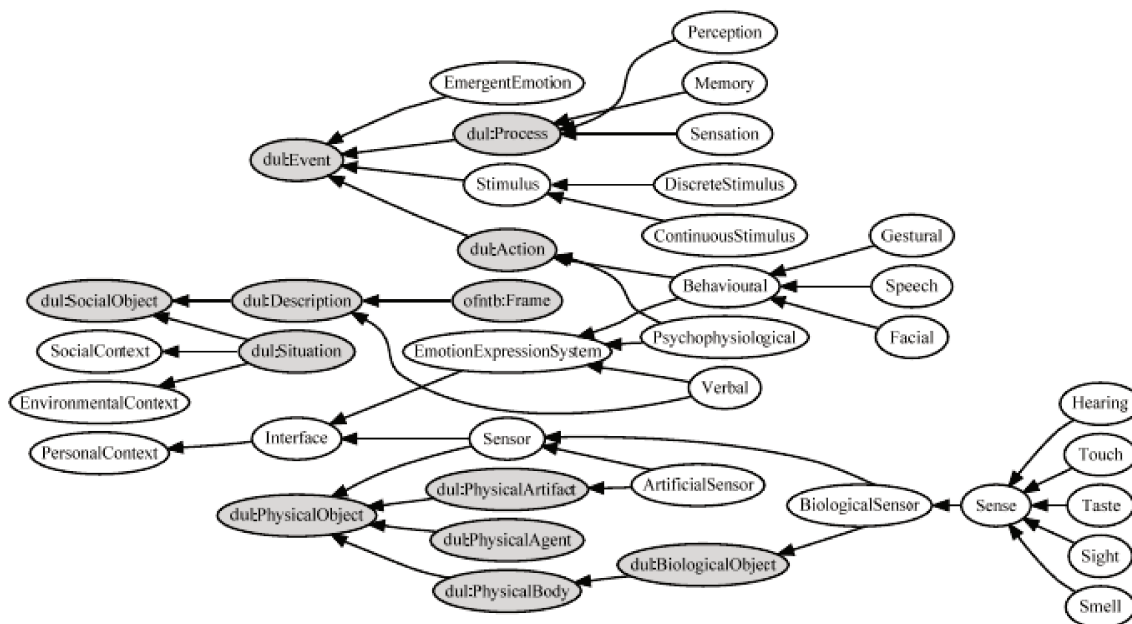 Perception
EmergentEmotion
Memory
dul:Process
Sensation
dul:Event
Stimulus
DiscreteStimulus
ContinuousStimulus
Gestural
dul:Action
Behavioural
Speech
dul:SocialObject
dul:Description
ofntb:Frame
Psychophysiological
Facial
SocialContext
dul:Situation
EmotionExpressionSystem
Verbal
EnvironmentalContext
Hearing
PersonalContext
Interface
Sensor
Touch
dul:PhysicalArtifact
ArtificialSensor
BiologicalSensor
Sense
Taste
dul:PhysicalObject
dul:PhysicalAgent
Sight
dul:BiologicalObject
dul:PhysicalBody
Smell